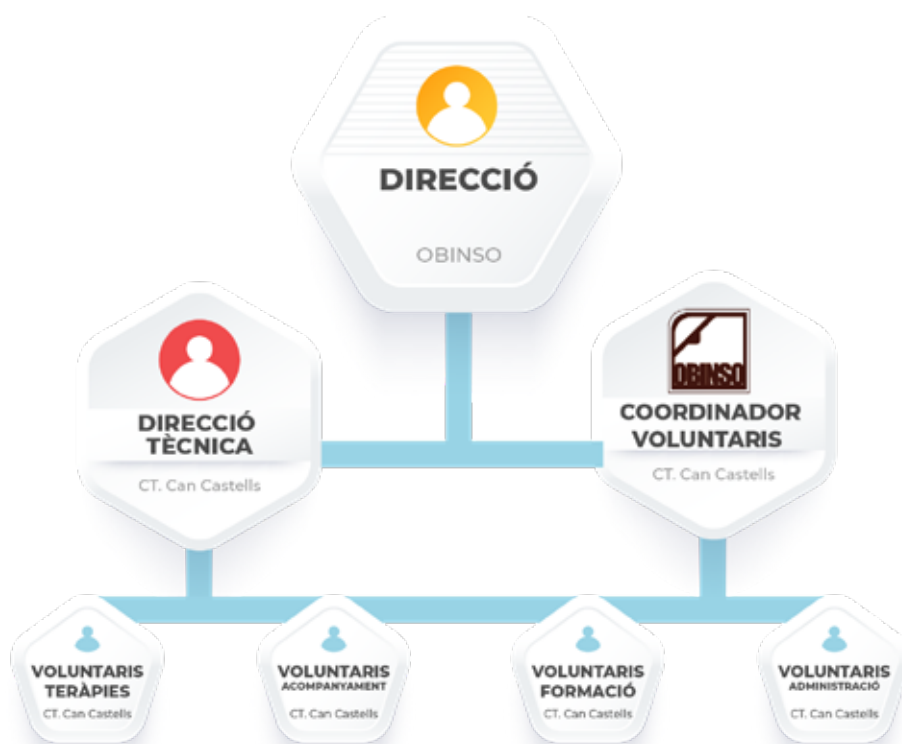 DIRECCIÓ
OBINSO
DIRECCIÓ
TÈCNICA
CT. Can Castells
OBINSO
COORDINADOR
VOLUNTARIS
CT. Can Castells
VOLUNTARIS
TERÀPIES
CT. Can Castells
VOLUNTARIS
ACOMPANYAMENT
CT. Can Castells
VOLUNTARIS
FORMACIÓ
CT. Can Castells
VOLUNTARIS
ADMINISTRACIÓ
CT. Can Castells